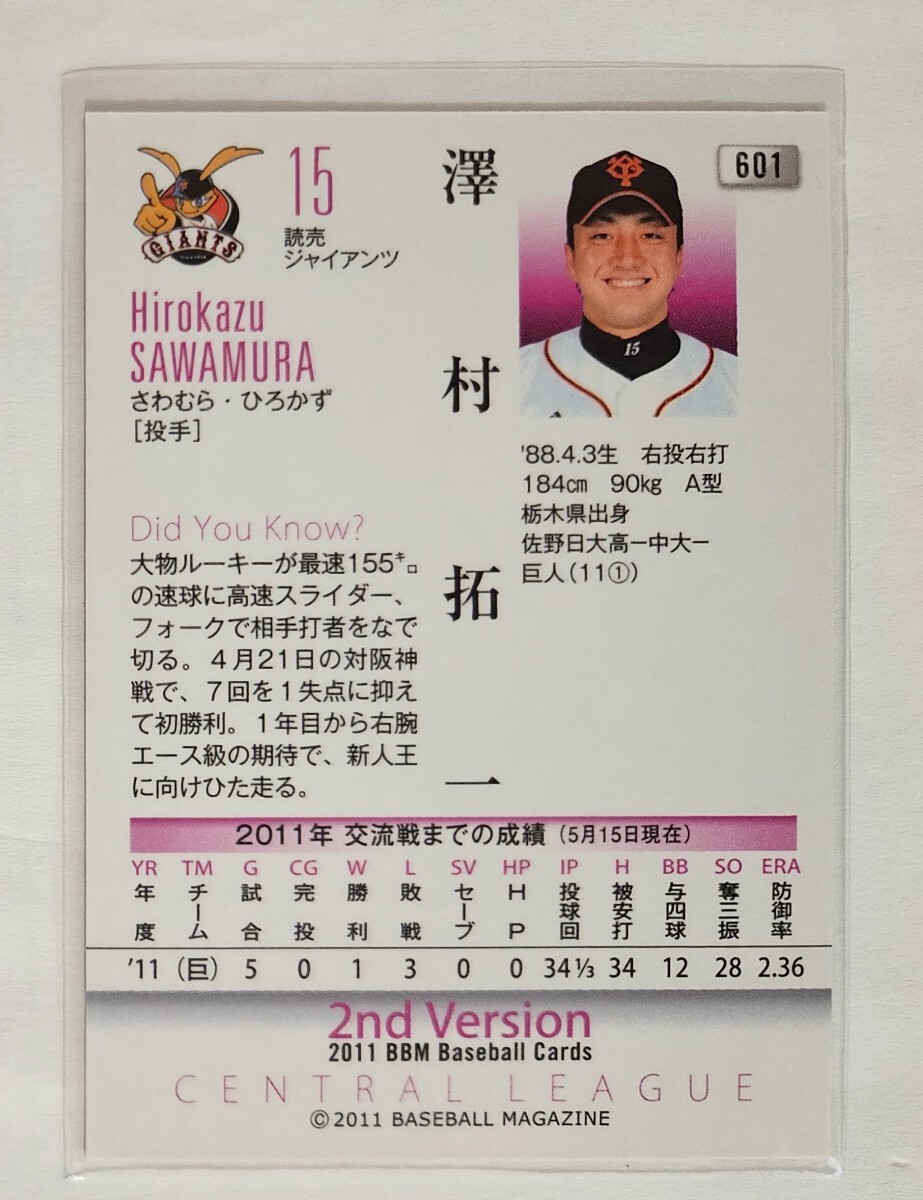 GIANTS
15
読売
ジャイアンツ
Hirokazu
SAWAMURA
さわむら・ひろかず
[投手]
澤村拓一
601
15
'88.4.3生 右投右打
184㎝ 90㎏ A型
栃木県出身
佐野日大高ー中大ー
巨人(11①)
Did You Know?
大物ルーキーが最速155㌔
の速球に高速スライダー、
フォークで相手打者をなで
切る。4月21日の対阪神
戦で、7回を1失点に抑え
て初勝利。1年目から右腕
エース級の期待で、新人王
に向けひた走る。
2011年 交流戦までの成績(5月15日現在)
YR TM G CG W L SV HP IP H BB SO ERA
年度 チーム 試合 完投 勝利 敗戦 セーブ HP 投球回 被安打 与四球 奪三振 防御率
'11 (巨) 5 0 1 3 0 0 34⅓ 34 12 28 2.36
2nd Version
2011 BBM Baseball Cards
CENTRAL LEAGUE
©2011 BASEBALL MAGAZINE